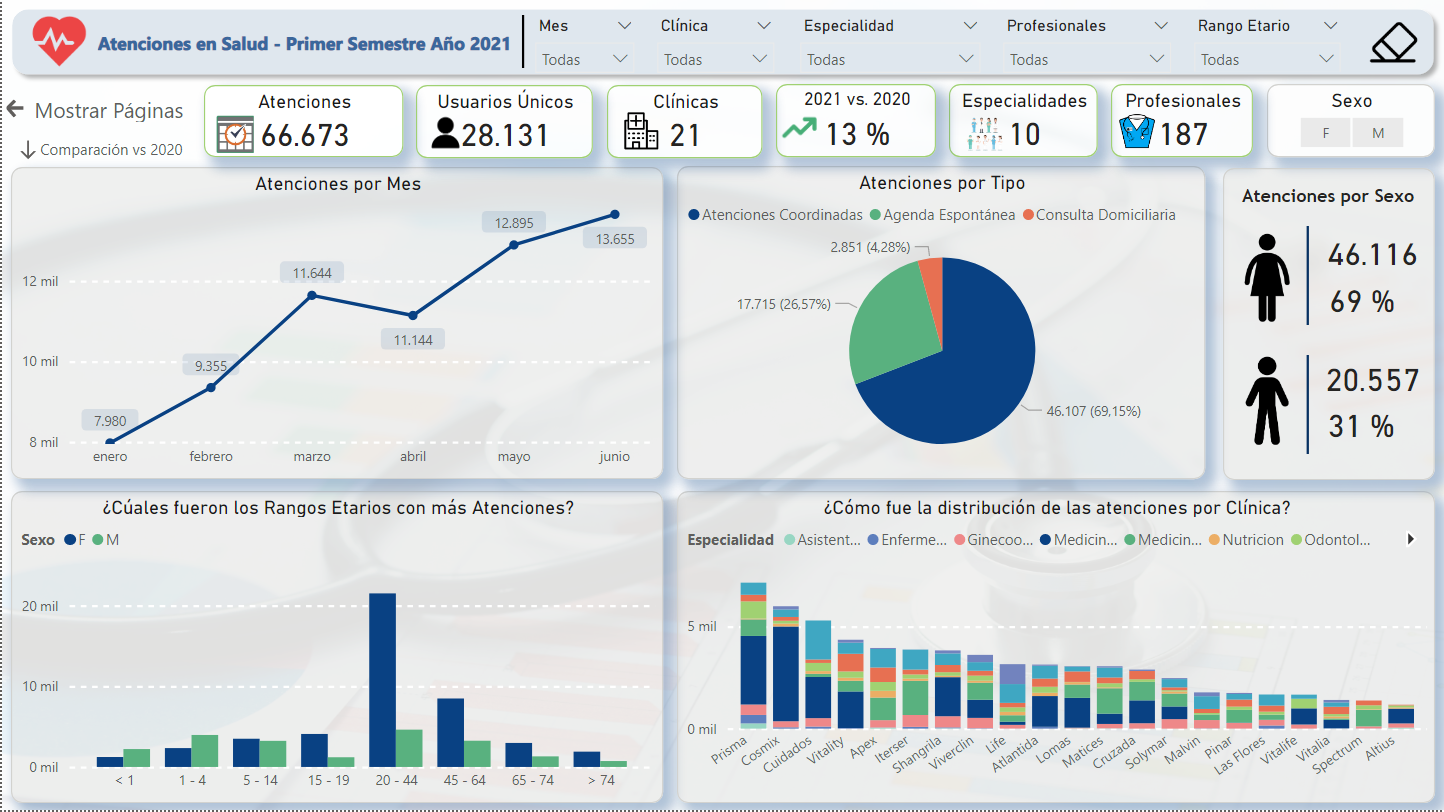 Atenciones en Salud - Primer Semestre Año 2021
Mes
Clínica
Especialidad
Profesionales
Rango Etario
Todas
Todas
Todas
Todas
Todas
Mostrar Páginas
Comparación vs 2020
Atenciones
66.673
Usuarios Únicos
28.131
Clínicas
21
2021 vs. 2020
13 %
Especialidades
10
Profesionales
187
Sexo
F M
Atenciones por Mes
12 mil
10 mil
8 mil
7.980
9.355
11.644
11.144
12.895
13.655
enero febrero marzo abril mayo junio
Atenciones por Tipo
Atenciones Coordinadas Agenda Espontánea Consulta Domiciliaria
2.851 (4,28%)
17.715 (26,57%)
46.107 (69,15%)
Atenciones por Sexo
46.116
69 %
20.557
31 %
¿Cúales fueron los Rangos Etarios con más Atenciones?
Sexo F M
20 mil
10 mil
0 mil
< 1 1 - 4 5 - 14 15 - 19 20 - 44 45 - 64 65 - 74 > 74
¿Cómo fue la distribución de las atenciones por Clínica?
Especialidad Asistent... Enferme... Ginecoo... Medicin... Medicin... Nutricion Odontol...
5 mil
0 mil
Prisma Cosmix Cuidados Vitality Apex Iterser Shangrila Viverclin Life Atlantida Lomas Matices Cruzada Solymar Malvin Pinar Las Flores Vitalife Vitalia Spectrum Altius